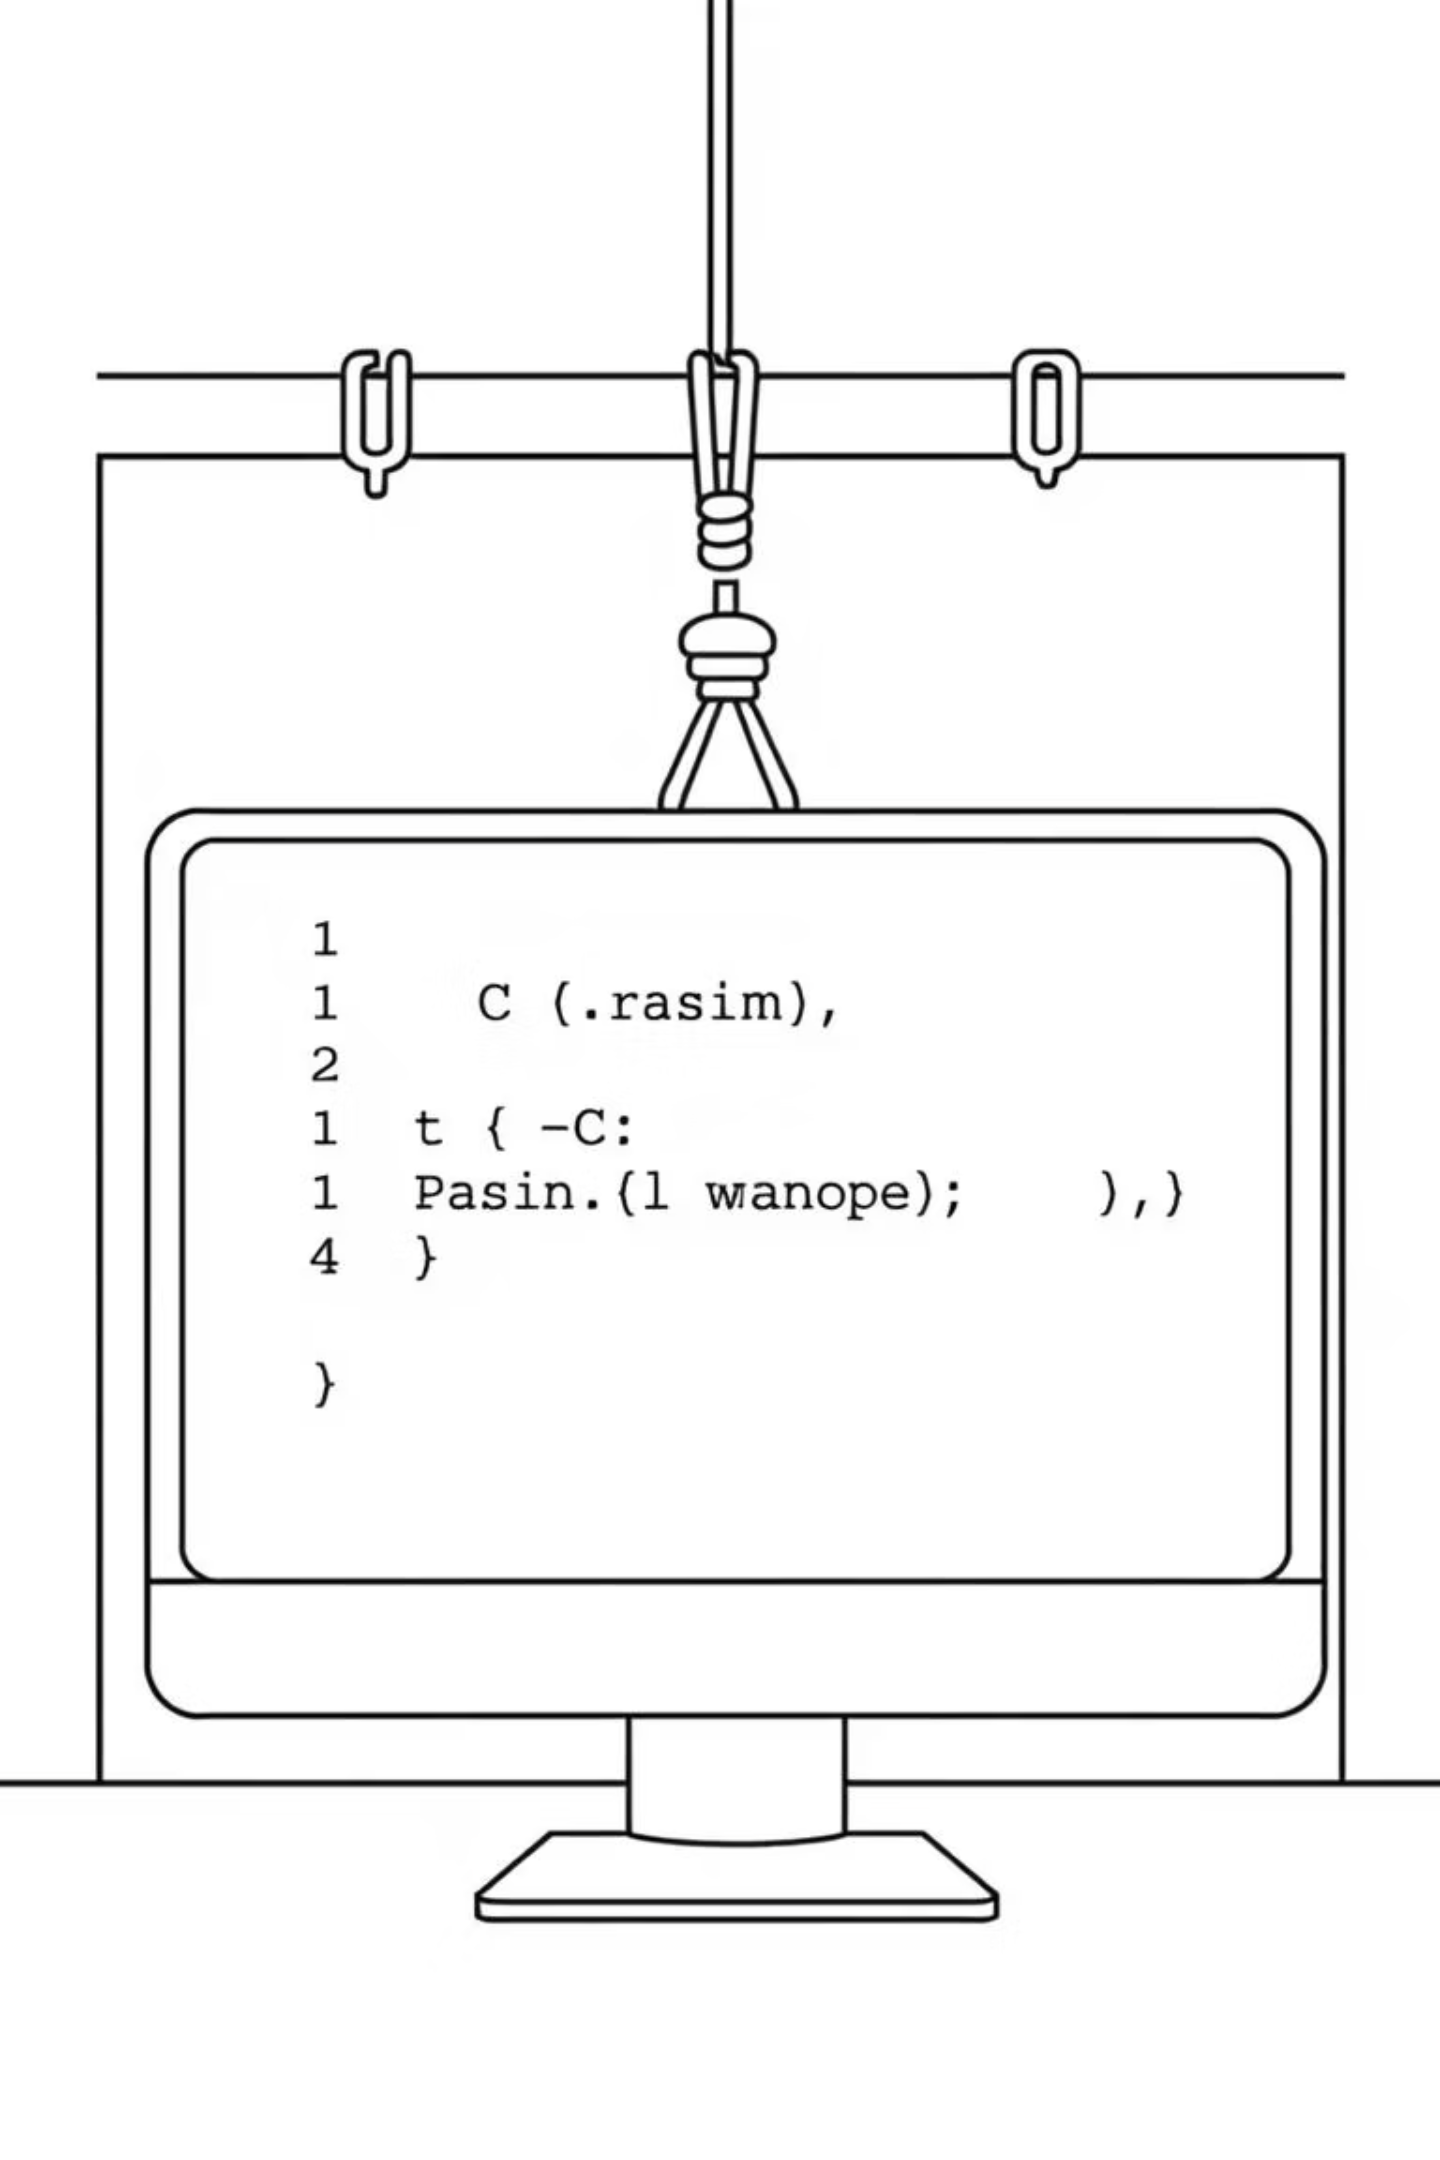 1
1 C (.rasim),
2
1 t { -C:
1 Pasin.(l wanope); ),}
4 }
}